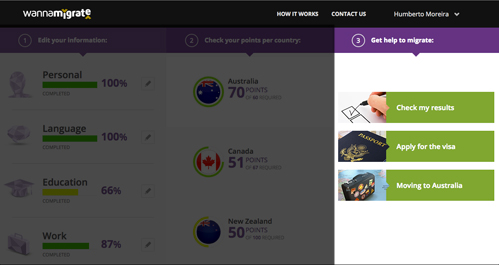 wannamigrate
HOW IT WORKS
CONTACT US
Humberto Moreira
1
Edit your information:
2
Check your points per country:
3
Get help to migrate:
Personal
100%
COMPLETED
Language
100%
COMPLETED
Education
66%
COMPLETED
Work
87%
COMPLETED
Australia
70 POINTS
OF 60 REQUIRED
Canada
51 POINTS
OF 67 REQUIRED
New Zealand
50 POINTS
OF 100 REQUIRED
Check my results
PASSPORT
Apply for the visa
Moving to Australia